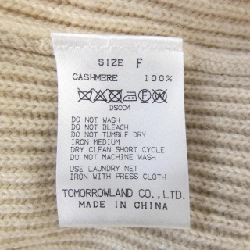 SIZE F
CASHMERE 100%
DO NOT WASH
DO NOT BLEACH
DO NOT TUMBLE DRY
IRON MEDIUM
DRY CLEAN SHORT CYCLE
DO NOT MACHINE WASH
USE LAUNDRY NET
IRON WITH PRESS CLOTH
TOMORROWLAND CO., LTD.
MADE IN CHINA